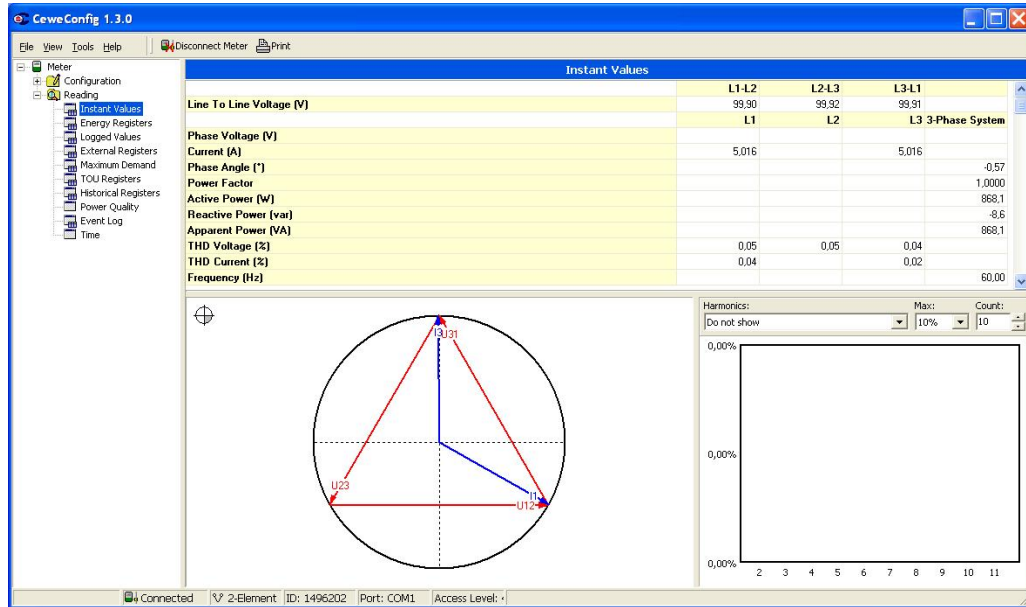 CeweConfig 1.3.0
File View Tools Help Disconnect Meter Print
Meter
Configuration
Reading
Instant Values
Energy Registers
Logged Values
External Registers
Maximum Demand
TOU Registers
Historical Registers
Power Quality
Event Log
Time
Instant Values
L1-L2 L2-L3 L3-L1
Line To Line Voltage (V) 99,90 99,92 99,91
L1 L2 L3 3-Phase System
Phase Voltage (V)
Current (A) 5,016 5,016
Phase Angle (°) -0,57
Power Factor 1,0000
Active Power (W) 868,1
Reactive Power (var) -8,6
Apparent Power (VA) 868,1
THD Voltage (%) 0,05 0,05 0,04
THD Current (%) 0,04 0,02
Frequency (Hz) 60,00
I3 U31
U23
I1
U12
Harmonics: Max: Count:
Do not show 10% 10
0,00%
0,00%
0,00%
2 3 4 5 6 7 8 9 10 11
Connected 2-Element ID: 1496202 Port: COM1 Access Level: